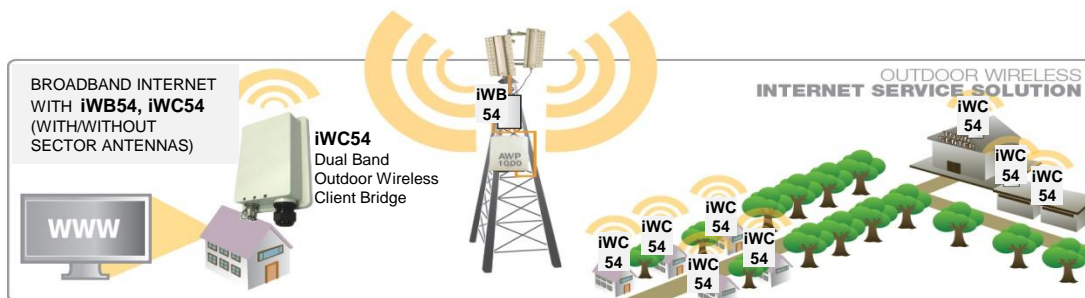 BROADBAND INTERNET
WITH iWB54, iWC54
(WITH/WITHOUT
SECTOR ANTENNAS)
iWC54
Dual Band
Outdoor Wireless
Client Bridge
WWW
iWB
54
AWP
1000
OUTDOOR WIRELESS
INTERNET SERVICE SOLUTION
iWC
54
iWC
54
iWC
54
iWC
54
iWC
54
iWC
54
iWC
54
iWC
54
CENTER